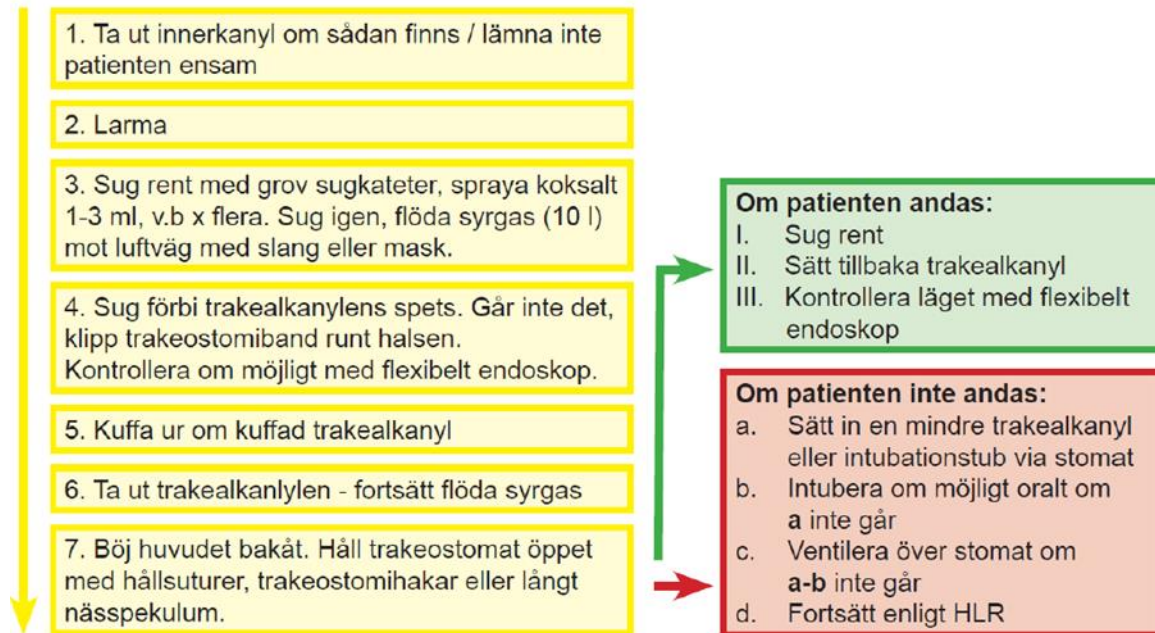 1. Ta ut innerkanyl om sådan finns / lämna inte
patienten ensam
2. Larma
3. Sug rent med grov sugkateter, spraya koksalt
1-3 ml, v.b x flera. Sug igen, flöda syrgas (10 l)
mot luftväg med slang eller mask.
4. Sug förbi trakealkanylens spets. Går inte det,
klipp trakeostomiband runt halsen.
Kontrollera om möjligt med flexibelt endoskop.
5. Kuffa ur om kuffad trakealkanyl
6. Ta ut trakealkanlylen - fortsätt flöda syrgas
7. Böj huvudet bakåt. Håll trakeostomat öppet
med hållsuturer, trakeostomihakar eller långt
nässpekulum.
Om patienten andas:
I. Sug rent
II. Sätt tillbaka trakealkanyl
III. Kontrollera läget med flexibelt
endoskop
Om patienten inte andas:
a. Sätt in en mindre trakealkanyl
eller intubationstub via stomat
b. Intubera om möjligt oralt om
a inte går
c. Ventilera över stomat om
a-b inte går
d. Fortsätt enligt HLR